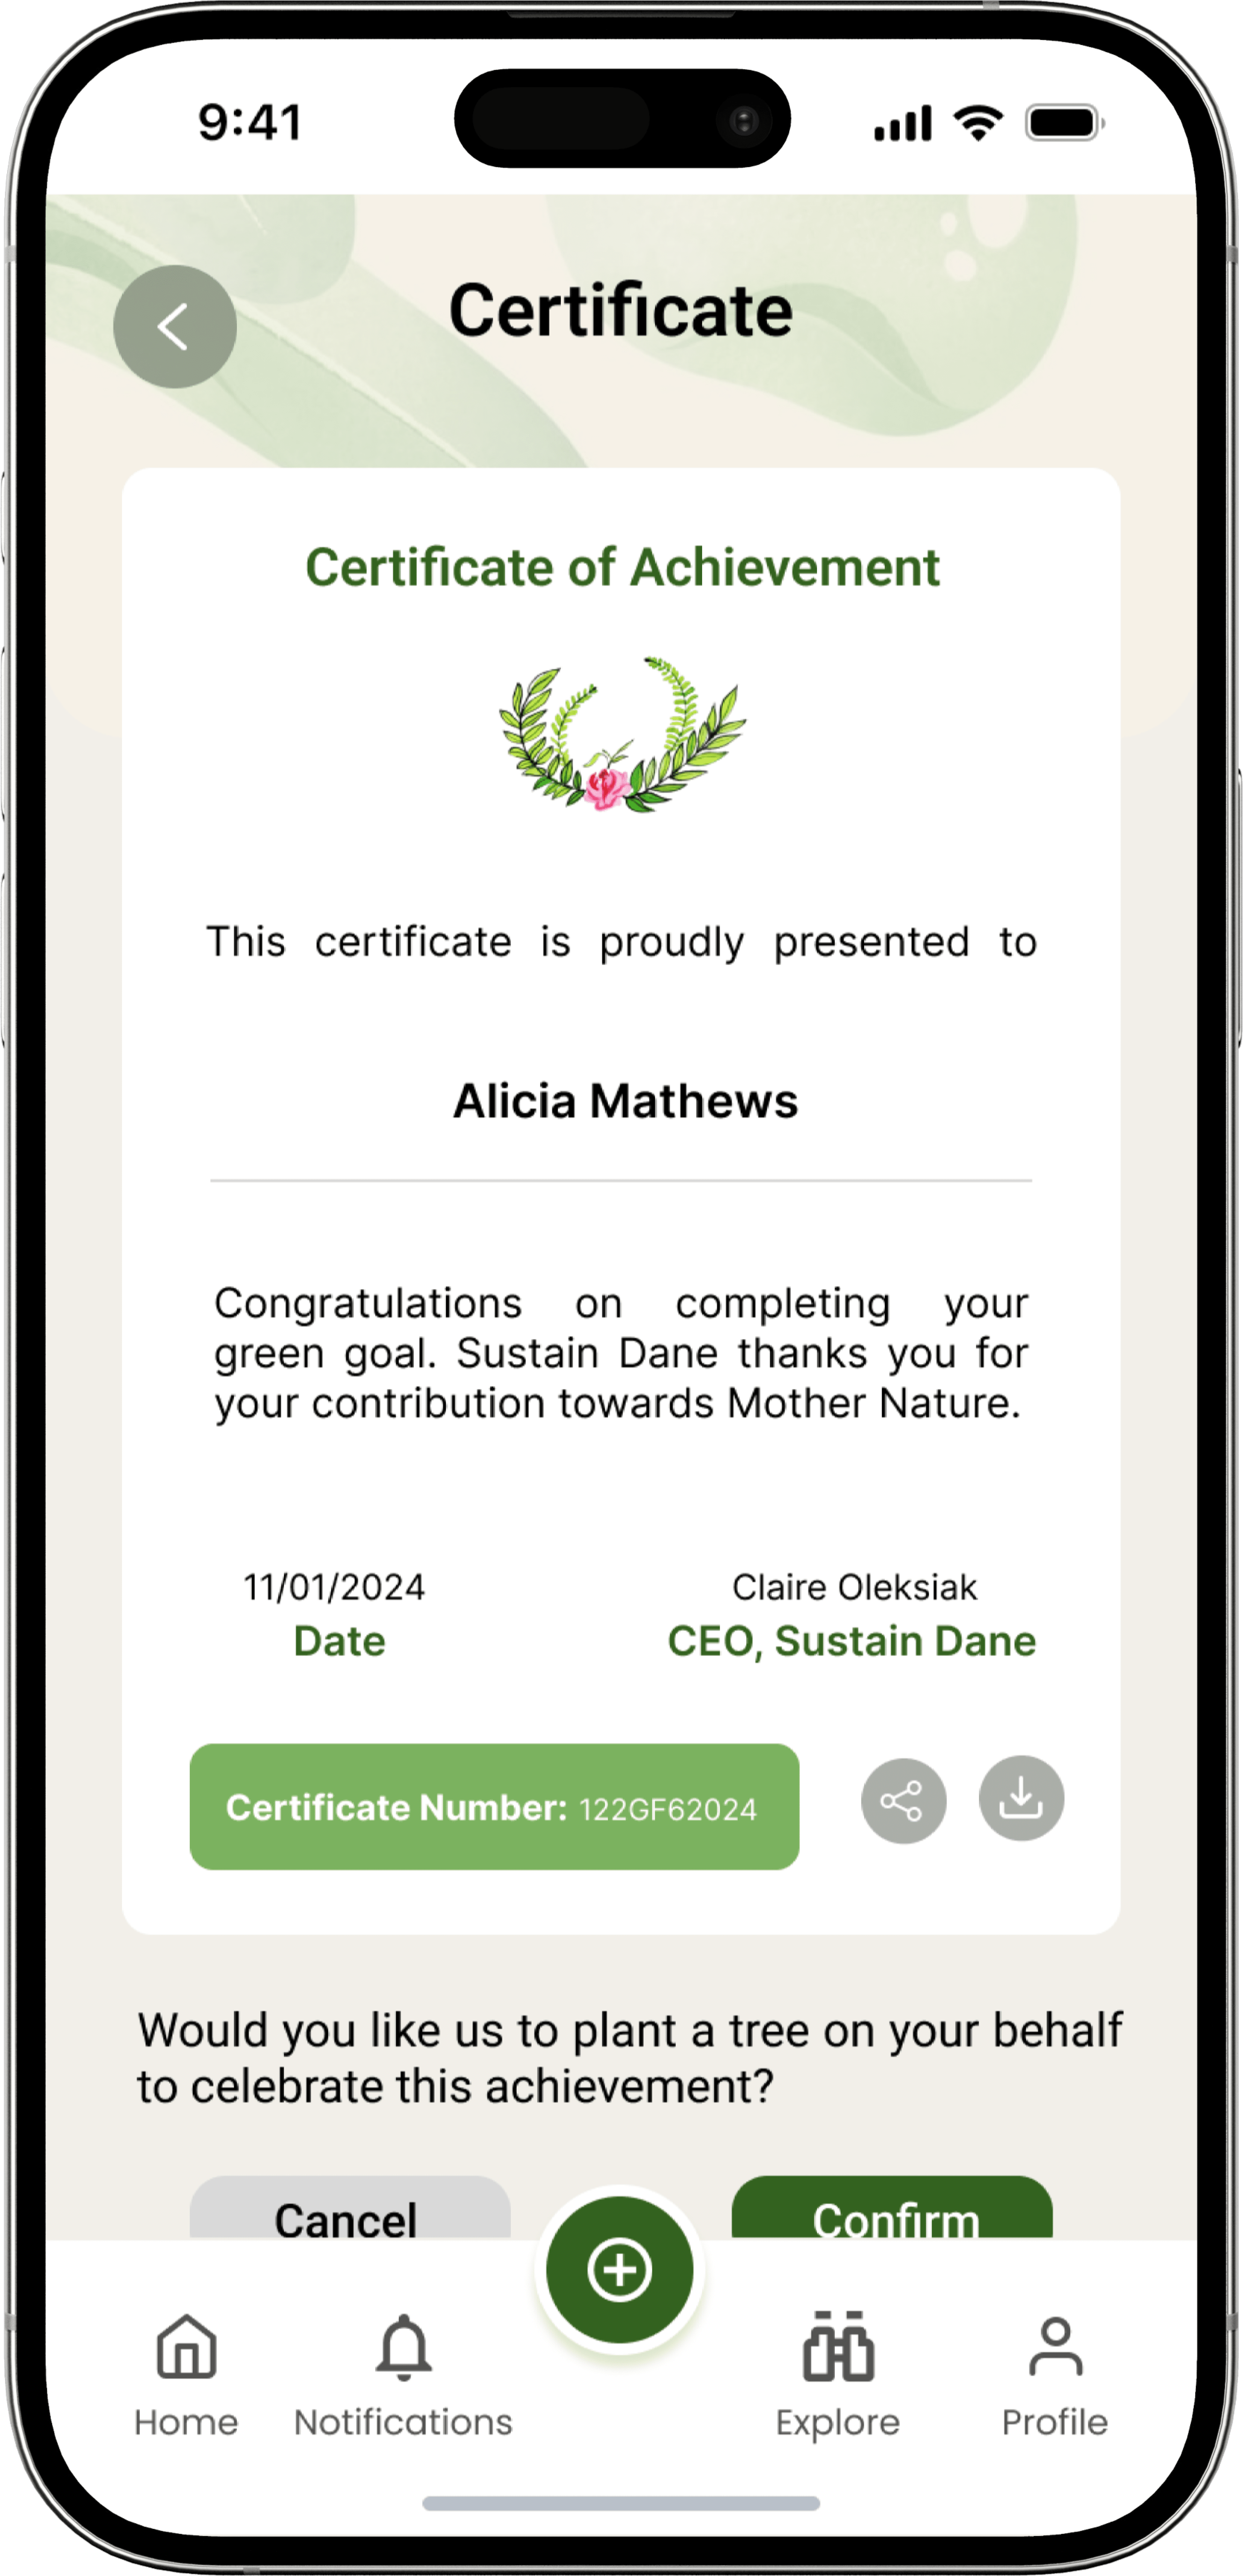 9:41
Certificate
Certificate of Achievement
This certificate is proudly presented to
Alicia Mathews
Congratulations on completing your
green goal. Sustain Dane thanks you for
your contribution towards Mother Nature.
11/01/2024
Date
Claire Oleksiak
CEO, Sustain Dane
Certificate Number: 122GF62024
Would you like us to plant a tree on your behalf
to celebrate this achievement?
Cancel
Confirm
Home
Notifications
Explore
Profile